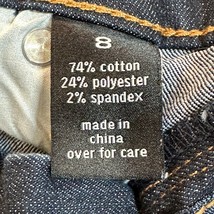 8
74% cotton
24% polyester
2% spandex
made in
china
over for care